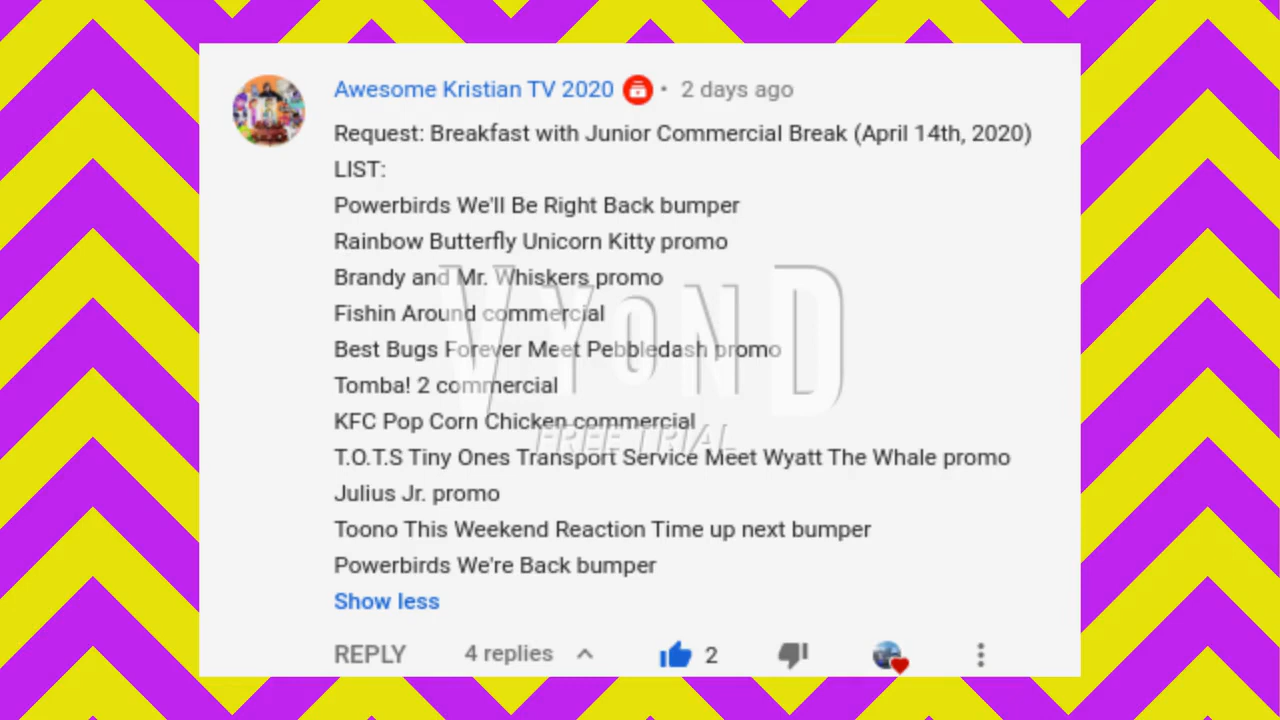 Awesome Kristian TV 2020 • 2 days ago
Request: Breakfast with Junior Commercial Break (April 14th, 2020)
LIST:
Powerbirds We'll Be Right Back bumper
Rainbow Butterfly Unicorn Kitty promo
Brandy and Mr. Whiskers promo
Fishin Around commercial
Best Bugs Forever Meet Pebbledash promo
Tomba! 2 commercial
KFC Pop Corn Chicken commercial
T.O.T.S Tiny Ones Transport Service Meet Wyatt The Whale promo
Julius Jr. promo
Toono This Weekend Reaction Time up next bumper
Powerbirds We're Back bumper
Show less
REPLY 4 replies 2
VYOND
FREE TRIAL